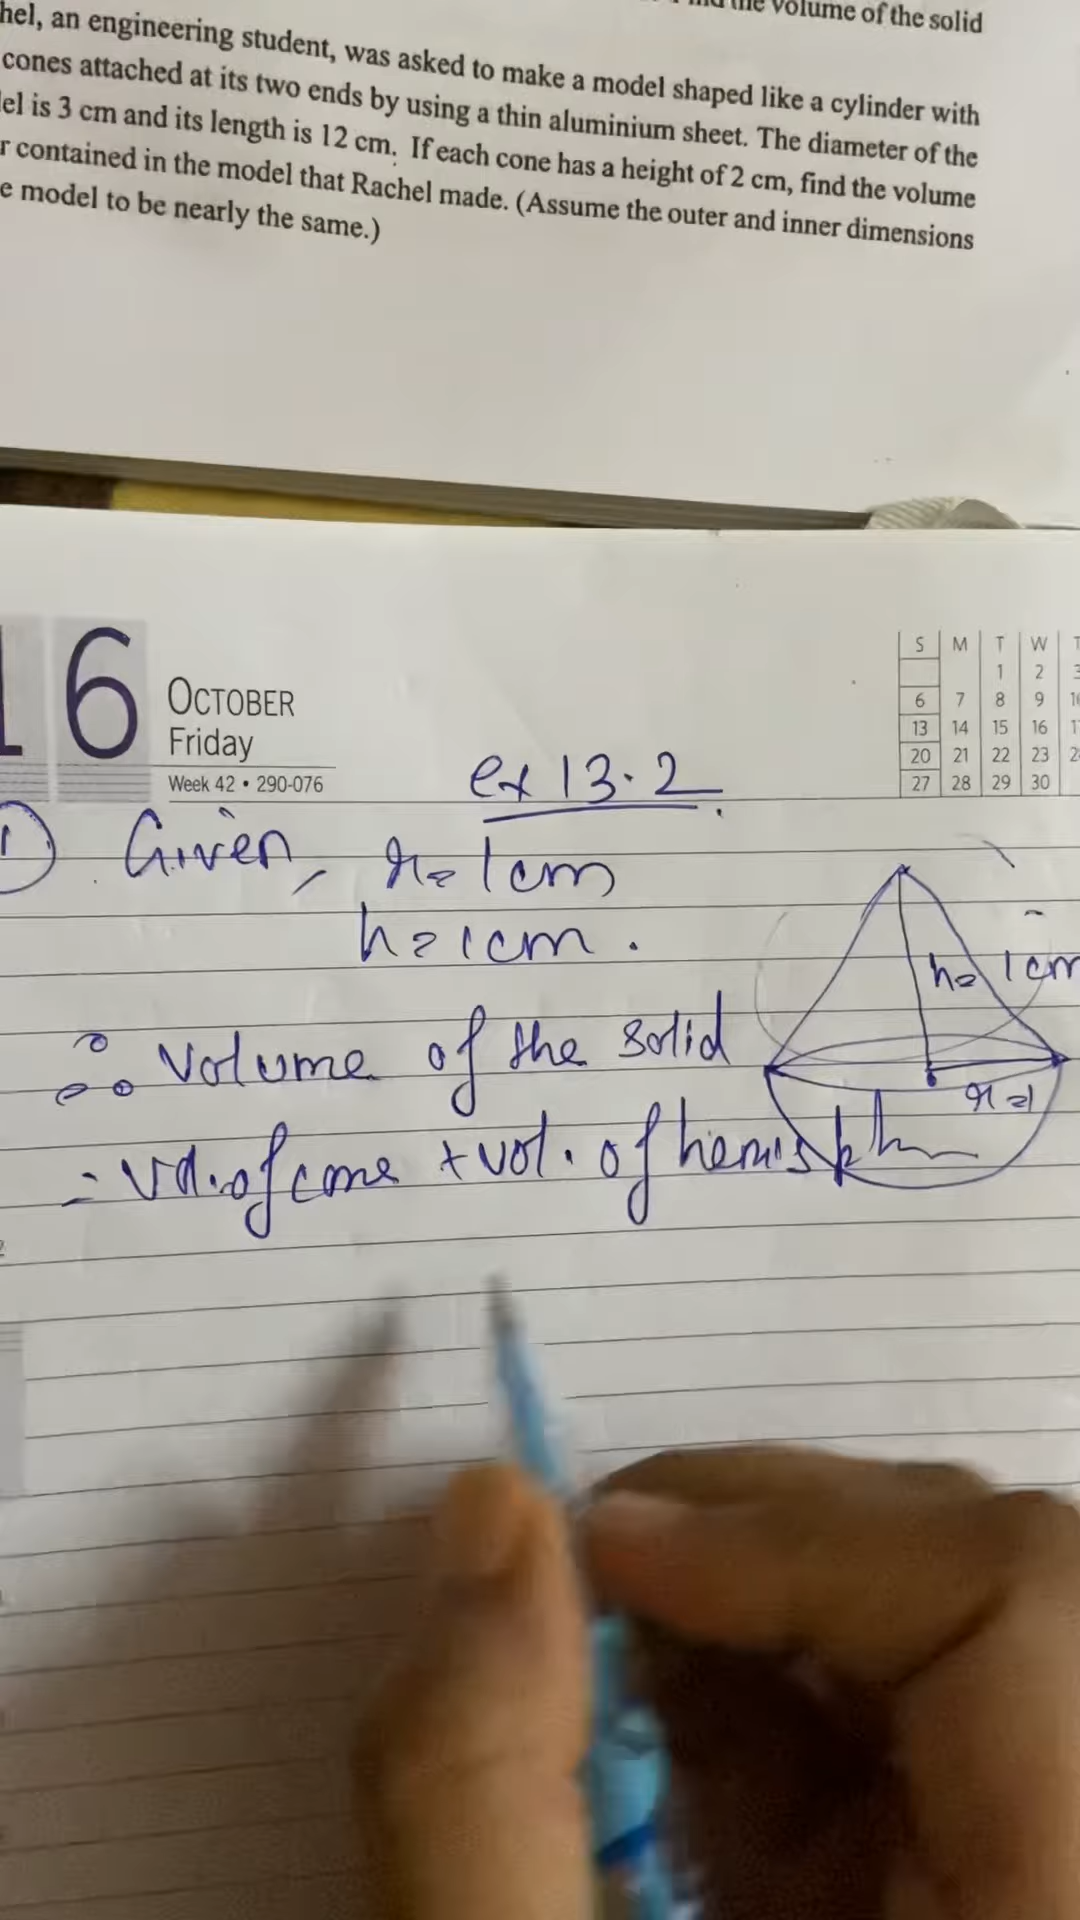 the volume of the solid
hel, an engineering student, was asked to make a model shaped like a cylinder with
cones attached at its two ends by using a thin aluminium sheet. The diameter of the
el is 3 cm and its length is 12 cm. If each cone has a height of 2 cm, find the volume
r contained in the model that Rachel made. (Assume the outer and inner dimensions
e model to be nearly the same.)
16
OCTOBER
Friday
Week 42 • 290-076
S M T W T
1 2 3
6 7 8 9 10
13 14 15 16 17
20 21 22 23 24
27 28 29 30
ex 13.2
1) Given, r=1cm
h=1cm.
h=1cm
r=1
∴ Volume of the solid
= Vol. of cone + vol. of hemisph